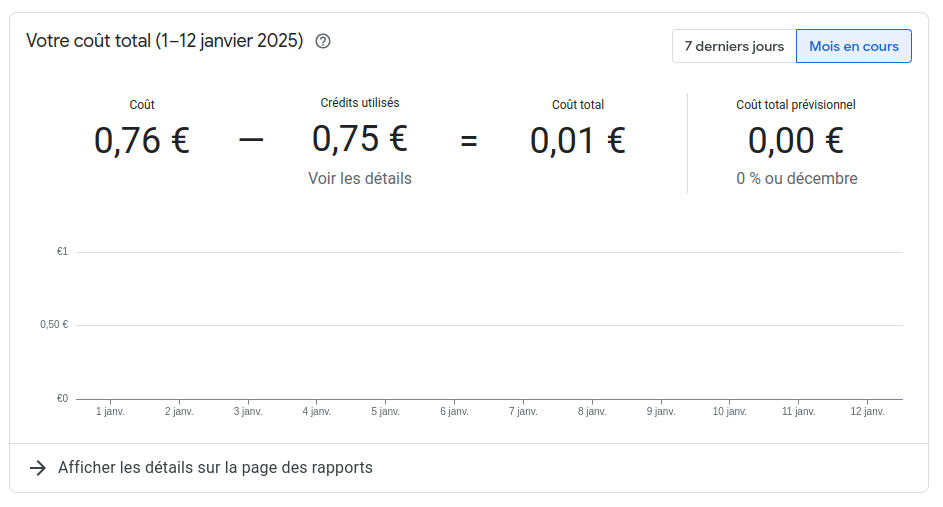 Votre coût total (1–12 janvier 2025)
7 derniers jours
Mois en cours
Coût
Crédits utilisés
Coût total
Coût total prévisionnel
0,76 € — 0,75 € = 0,01 €
0,00 €
Voir les détails
0 % ou décembre
€1
0,50 €
€0
1 janv. 2 janv. 3 janv. 4 janv. 5 janv. 6 janv. 7 janv. 8 janv. 9 janv. 10 janv. 11 janv. 12 janv.
→ Afficher les détails sur la page des rapports